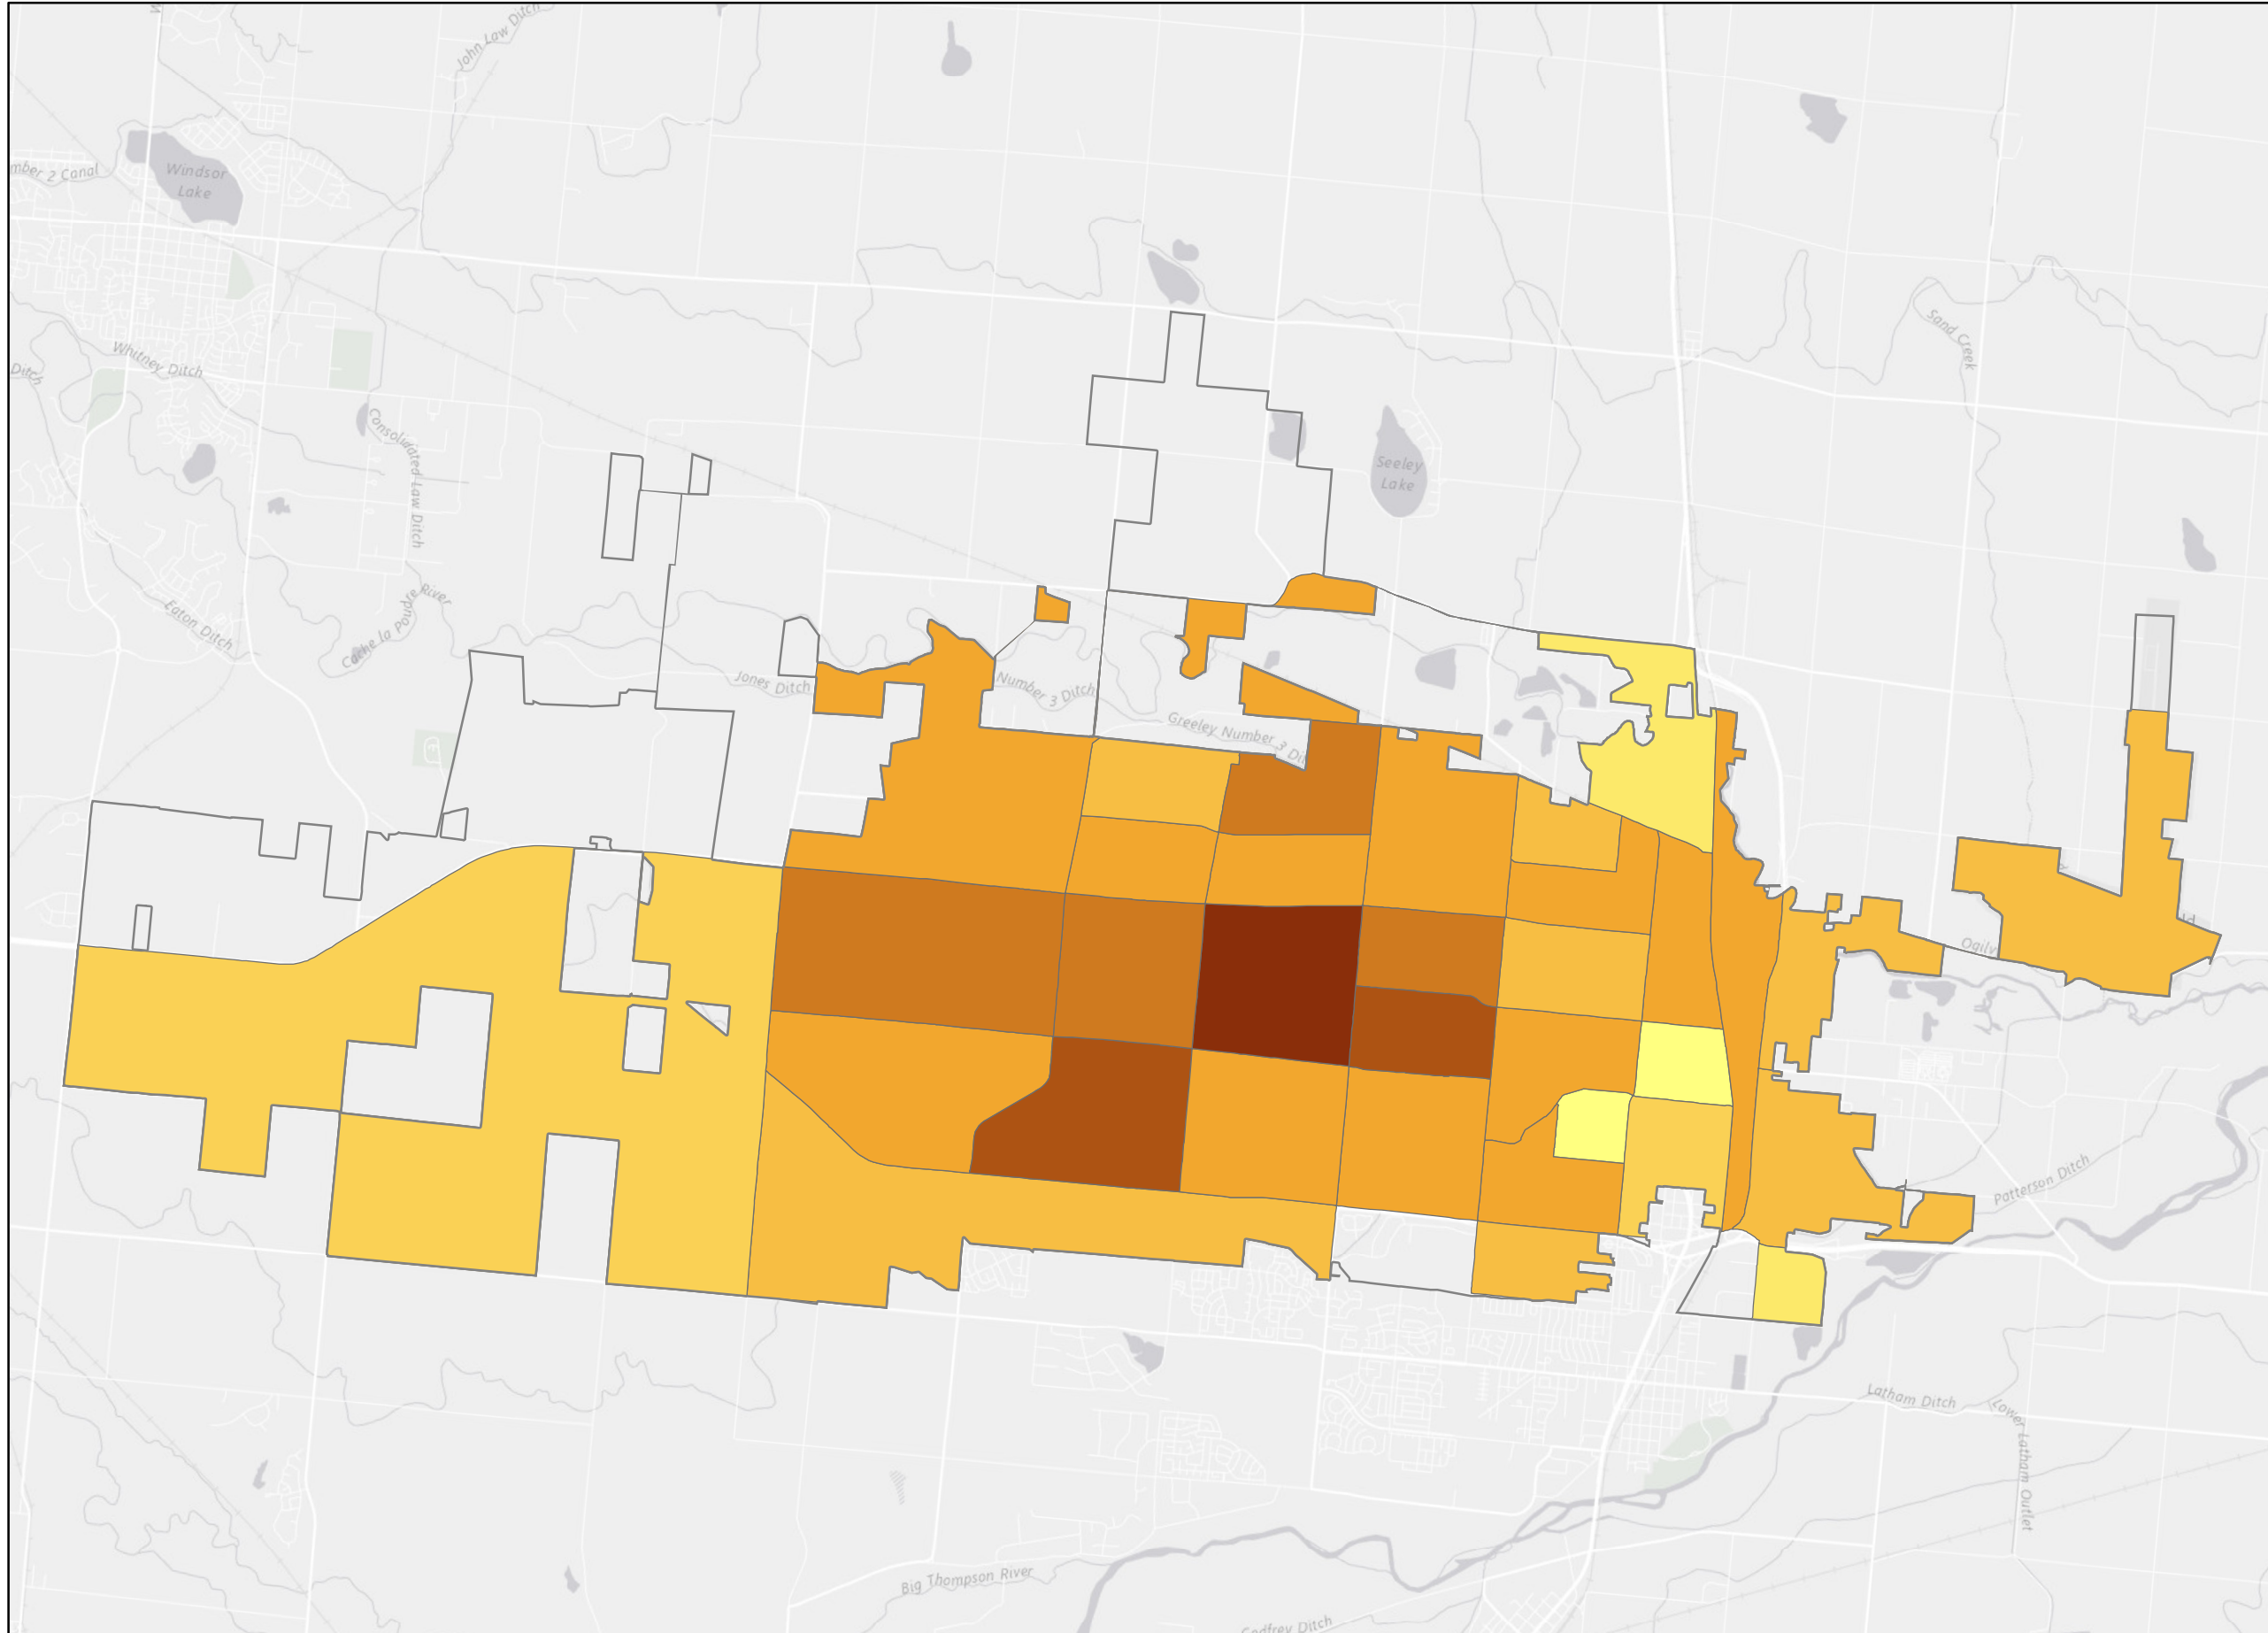 John Law Ditch
Windsor
Lake
mber 2 Canal
Whitney Ditch
Ditch
Sand Creek
Consolidated Law Ditch
Seeley
Lake
Eaton Ditch
Cache la Poudre River
Jones Ditch
Number 3 Ditch
Greeley Number 3 Di
ld
Ogilv
Patterson Ditch
Latham Ditch
Lower Latham Outlet
Big Thompson River
Godfrey Ditch